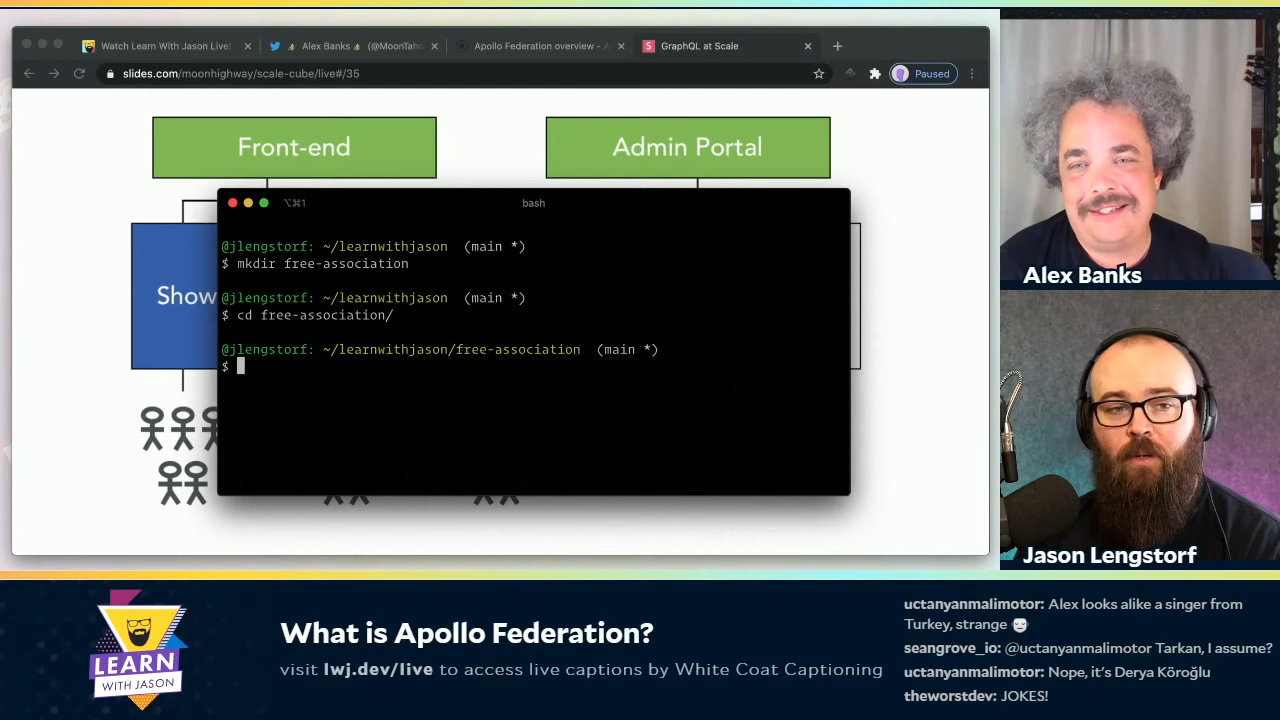 Watch Learn With Jason Live!
Alex Banks
(@MoonTaho
Apollo Federation overview - A
GraphQL at Scale
slides.com/moonhighway/scale-cube/live#/35
Paused
Front-end
Admin Portal
Show
⌥⌘1
bash
@jlengstorf: ~/learnwithjason (main *)
$ mkdir free-association
@jlengstorf: ~/learnwithjason (main *)
$ cd free-association/
@jlengstorf: ~/learnwithjason/free-association (main *)
$
Alex Banks
Jason Lengstorf
LEARN
WITH JASON
What is Apollo Federation?
visit lwj.dev/live to access live captions by White Coat Captioning
uctanyanmalimotor: Alex looks alike a singer from
Turkey, strange
seangrove_io: @uctanyanmalimotor Tarkan, I assume?
uctanyanmalimotor: Nope, it's Derya Köroğlu
theworstdev: JOKES!